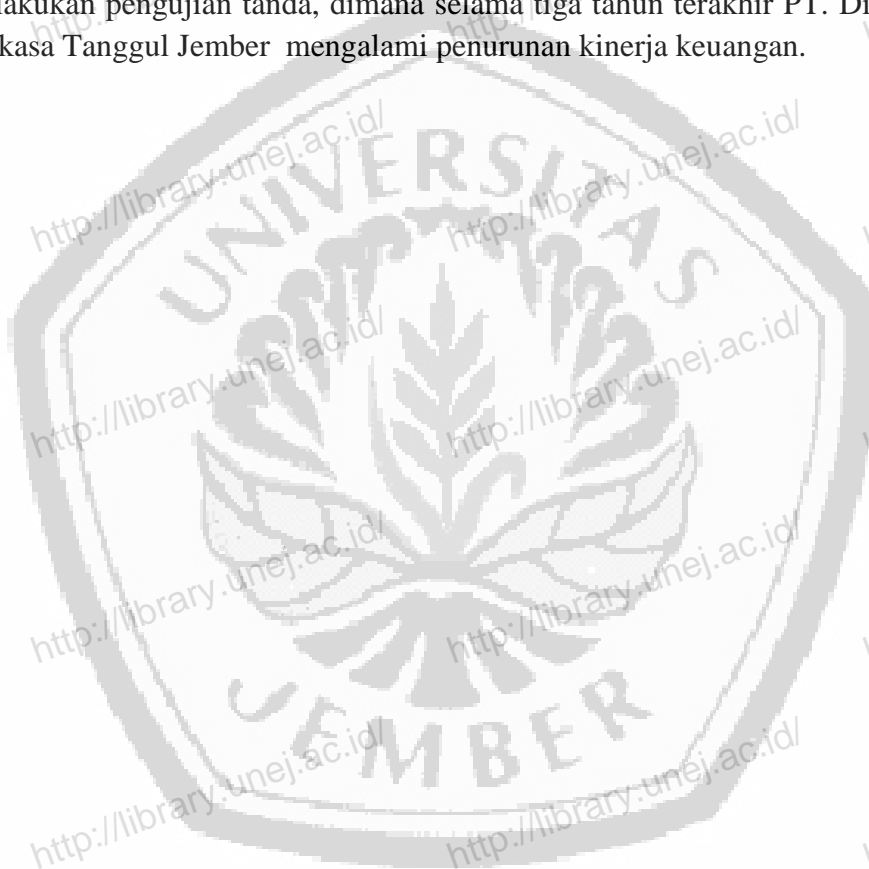 lakukan pengujian tanda, dimana selama tiga tahun terakhir PT. Di
kasa Tanggul Jember mengalami penurunan kinerja keuangan.
UNIVERSITAS
http://library.unej.ac.id/ http://library.unej.ac.id/
http://library.unej.ac.id/ http://library.unej.ac.id/
http://library.unej.ac.id/ http://library.unej.ac.id/
JEMBER
http://library.unej.ac.id/ http://library.unej.ac.id/